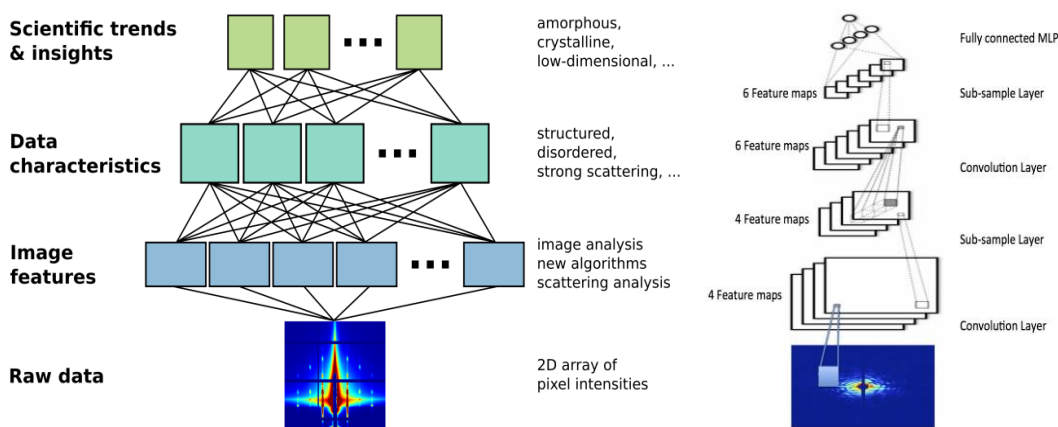 Scientific trends
& insights
amorphous,
crystalline,
low-dimensional, ...
Data
characteristics
structured,
disordered,
strong scattering, ...
Image
features
image analysis
new algorithms
scattering analysis
Raw data
2D array of
pixel intensities
Fully connected MLP
6 Feature maps
Sub-sample Layer
6 Feature maps
Convolution Layer
4 Feature maps
Sub-sample Layer
4 Feature maps
Convolution Layer